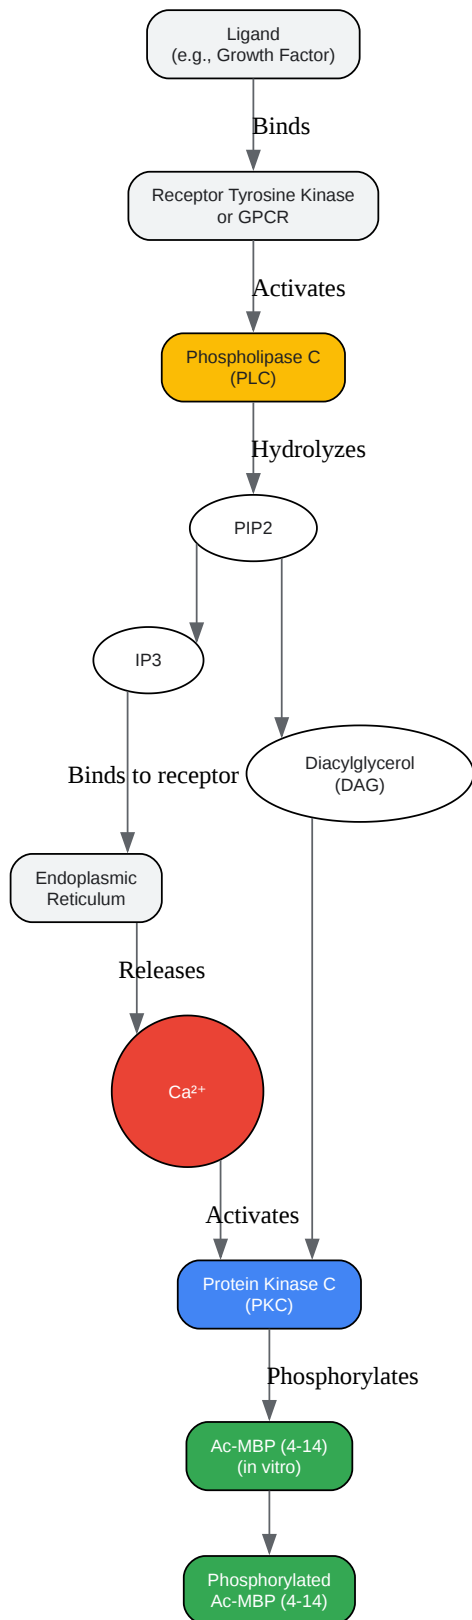 Ligand
(e.g., Growth Factor)
Binds
Receptor Tyrosine Kinase
or GPCR
Activates
Phospholipase C
(PLC)
Hydrolyzes
PIP2
IP3
Diacylglycerol
(DAG)
Binds to receptor
Endoplasmic
Reticulum
Releases
Ca²⁺
Activates
Protein Kinase C
(PKC)
Phosphorylates
Ac-MBP (4-14)
(in vitro)
Phosphorylated
Ac-MBP (4-14)